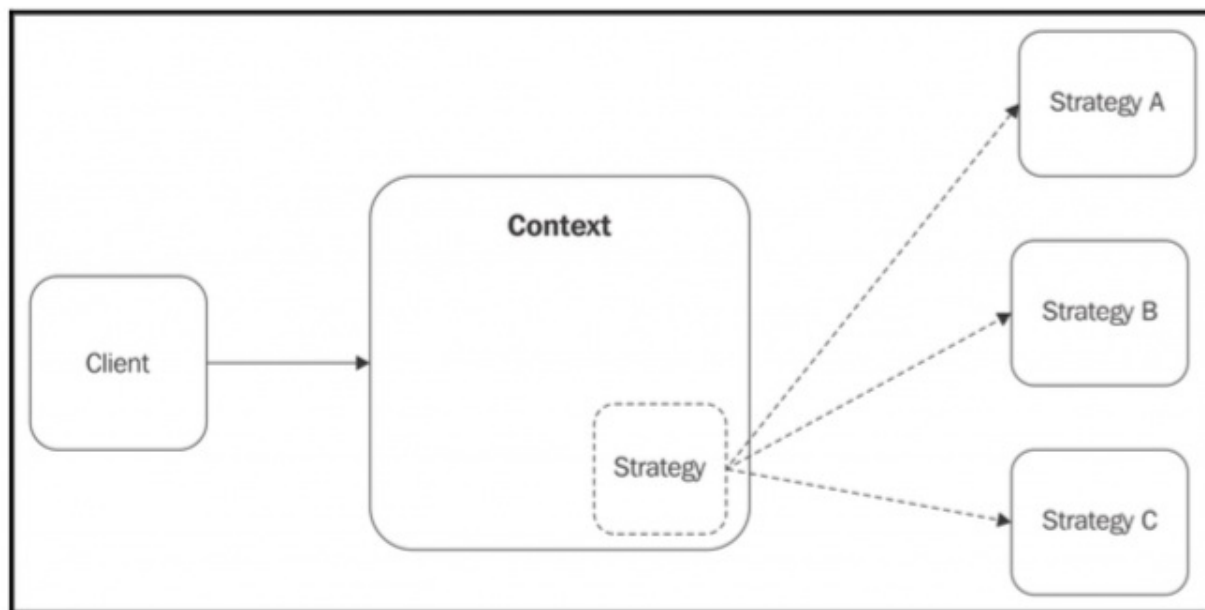 Strategy A
Context
Strategy B
Client
Strategy
Strategy C